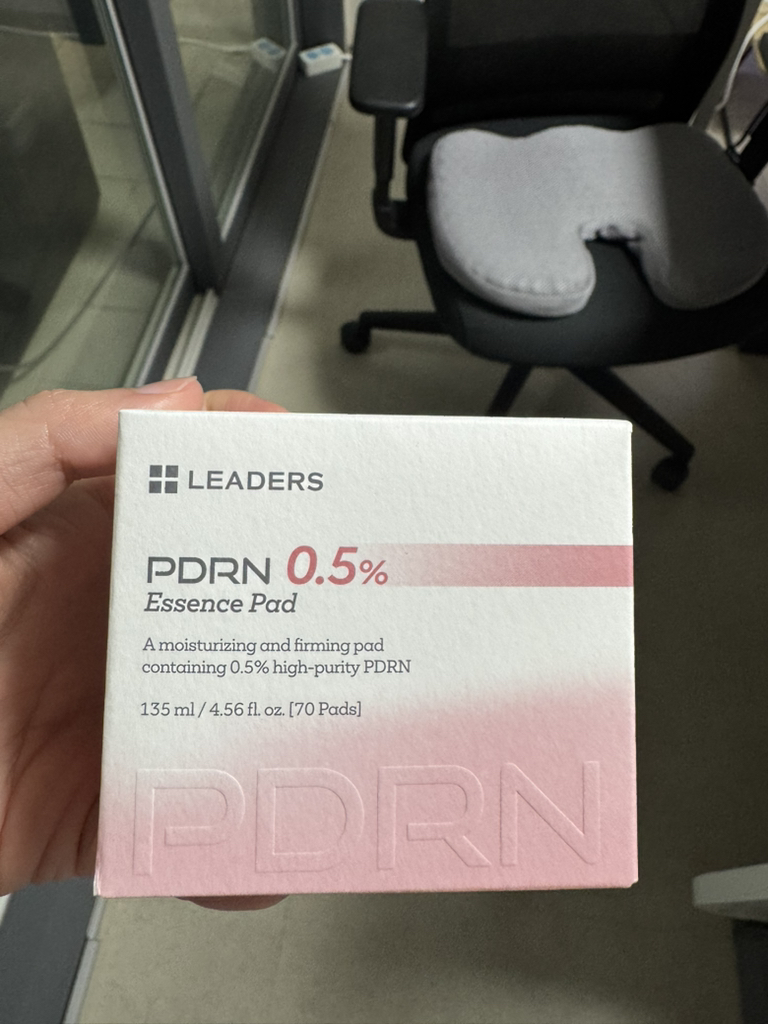 LEADERS
PDRN 0.5%
Essence Pad
A moisturizing and firming pad
containing 0.5% high-purity PDRN
135 ml / 4.56 fl. oz. [70 Pads]
PDRN